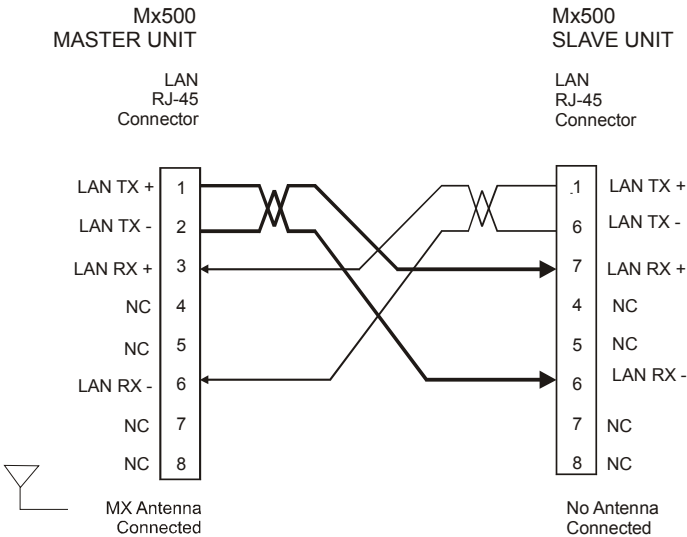 Mx500
MASTER UNIT
Mx500
SLAVE UNIT
LAN
RJ-45
Connector
LAN
RJ-45
Connector
LAN TX + 1
LAN TX - 2
LAN RX + 3
NC 4
NC 5
LAN RX - 6
NC 7
NC 8
.1 LAN TX +
6 LAN TX -
7 LAN RX +
4 NC
5 NC
6 LAN RX -
7 NC
8 NC
MX Antenna
Connected
No Antenna
Connected